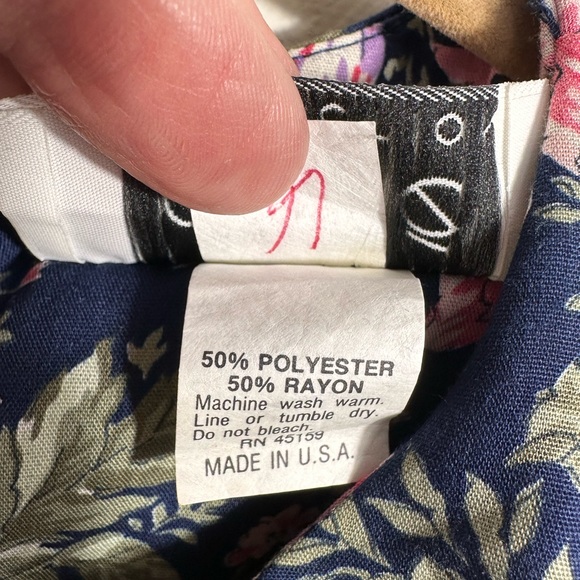 50% POLYESTER
50% RAYON
Machine wash warm.
Line or tumble dry.
Do not bleach.
RN 45159
MADE IN U.S.A.